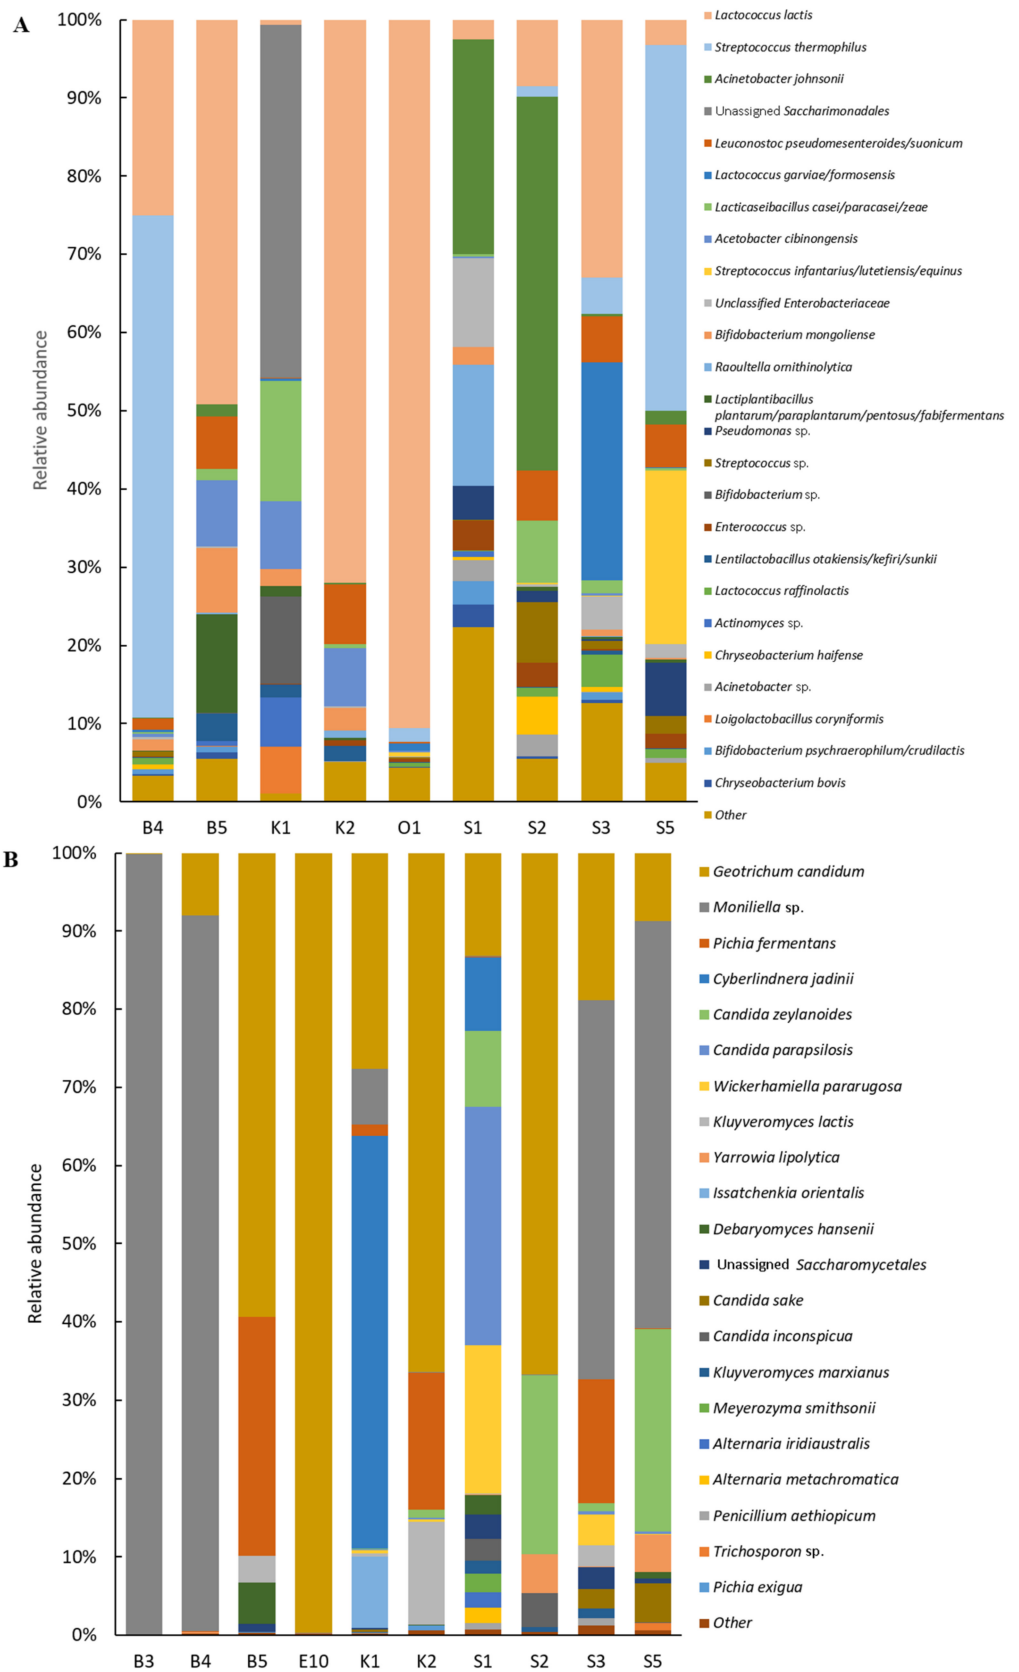 A
Relative abundance
100%
90%
80%
70%
60%
50%
40%
30%
20%
10%
0%
B4 B5 K1 K2 O1 S1 S2 S3 S5
Lactococcus lactis
Streptococcus thermophilus
Acinetobacter johnsonii
Unassigned Saccharimonadales
Leuconostoc pseudomesenteroides/suonicum
Lactococcus garviae/formosensis
Lacticaseibacillus casei/paracasei/zeae
Acetobacter cibinongensis
Streptococcus infantarius/lutetiensis/equinus
Unclassified Enterobacteriaceae
Bifidobacterium mongoliense
Raoultella ornithinolytica
Lactiplantibacillus
plantarum/paraplantarum/pentosus/fabifermentans
Pseudomonas sp.
Streptococcus sp.
Bifidobacterium sp.
Enterococcus sp.
Lentilactobacillus otakiensis/kefiri/sunkii
Lactococcus raffinolactis
Actinomyces sp.
Chryseobacterium haifense
Acinetobacter sp.
Loigolactobacillus coryniformis
Bifidobacterium psychraerophilum/crudilactis
Chryseobacterium bovis
Other
B
Relative abundance
100%
90%
80%
70%
60%
50%
40%
30%
20%
10%
0%
B3 B4 B5 E10 K1 K2 S1 S2 S3 S5
Geotrichum candidum
Moniliella sp.
Pichia fermentans
Cyberlindnera jadinii
Candida zeylanoides
Candida parapsilosis
Wickerhamiella pararugosa
Kluyveromyces lactis
Yarrowia lipolytica
Issatchenkia orientalis
Debaryomyces hansenii
Unassigned Saccharomycetales
Candida sake
Candida inconspicua
Kluyveromyces marxianus
Meyerozyma smithsonii
Alternaria iridiaustralis
Alternaria metachromatica
Penicillium aethiopicum
Trichosporon sp.
Pichia exigua
Other